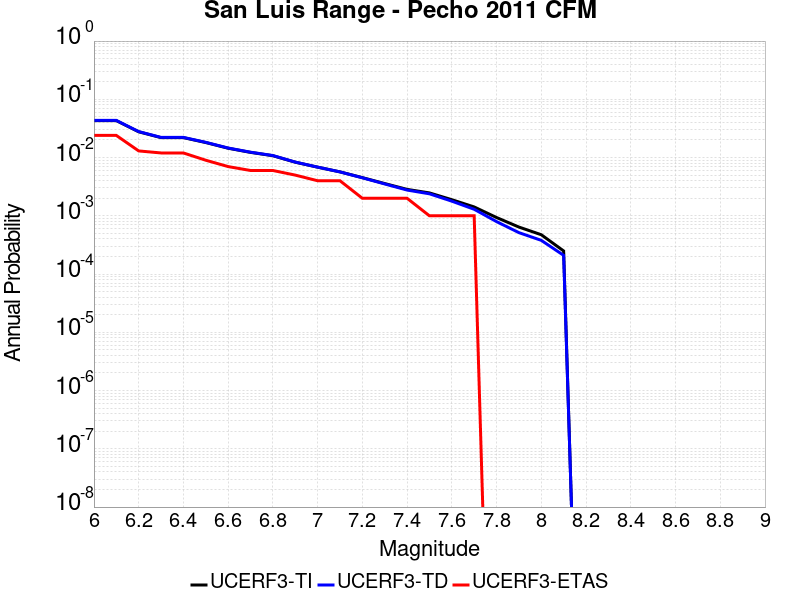 San Luis Range - Pecho 2011 CFM
10^0
10^-1
10^-2
10^-3
10^-4
10^-5
10^-6
10^-7
10^-8
Annual Probability
6 6.2 6.4 6.6 6.8 7 7.2 7.4 7.6 7.8 8 8.2 8.4 8.6 8.8 9
Magnitude
UCERF3-TI UCERF3-TD UCERF3-ETAS